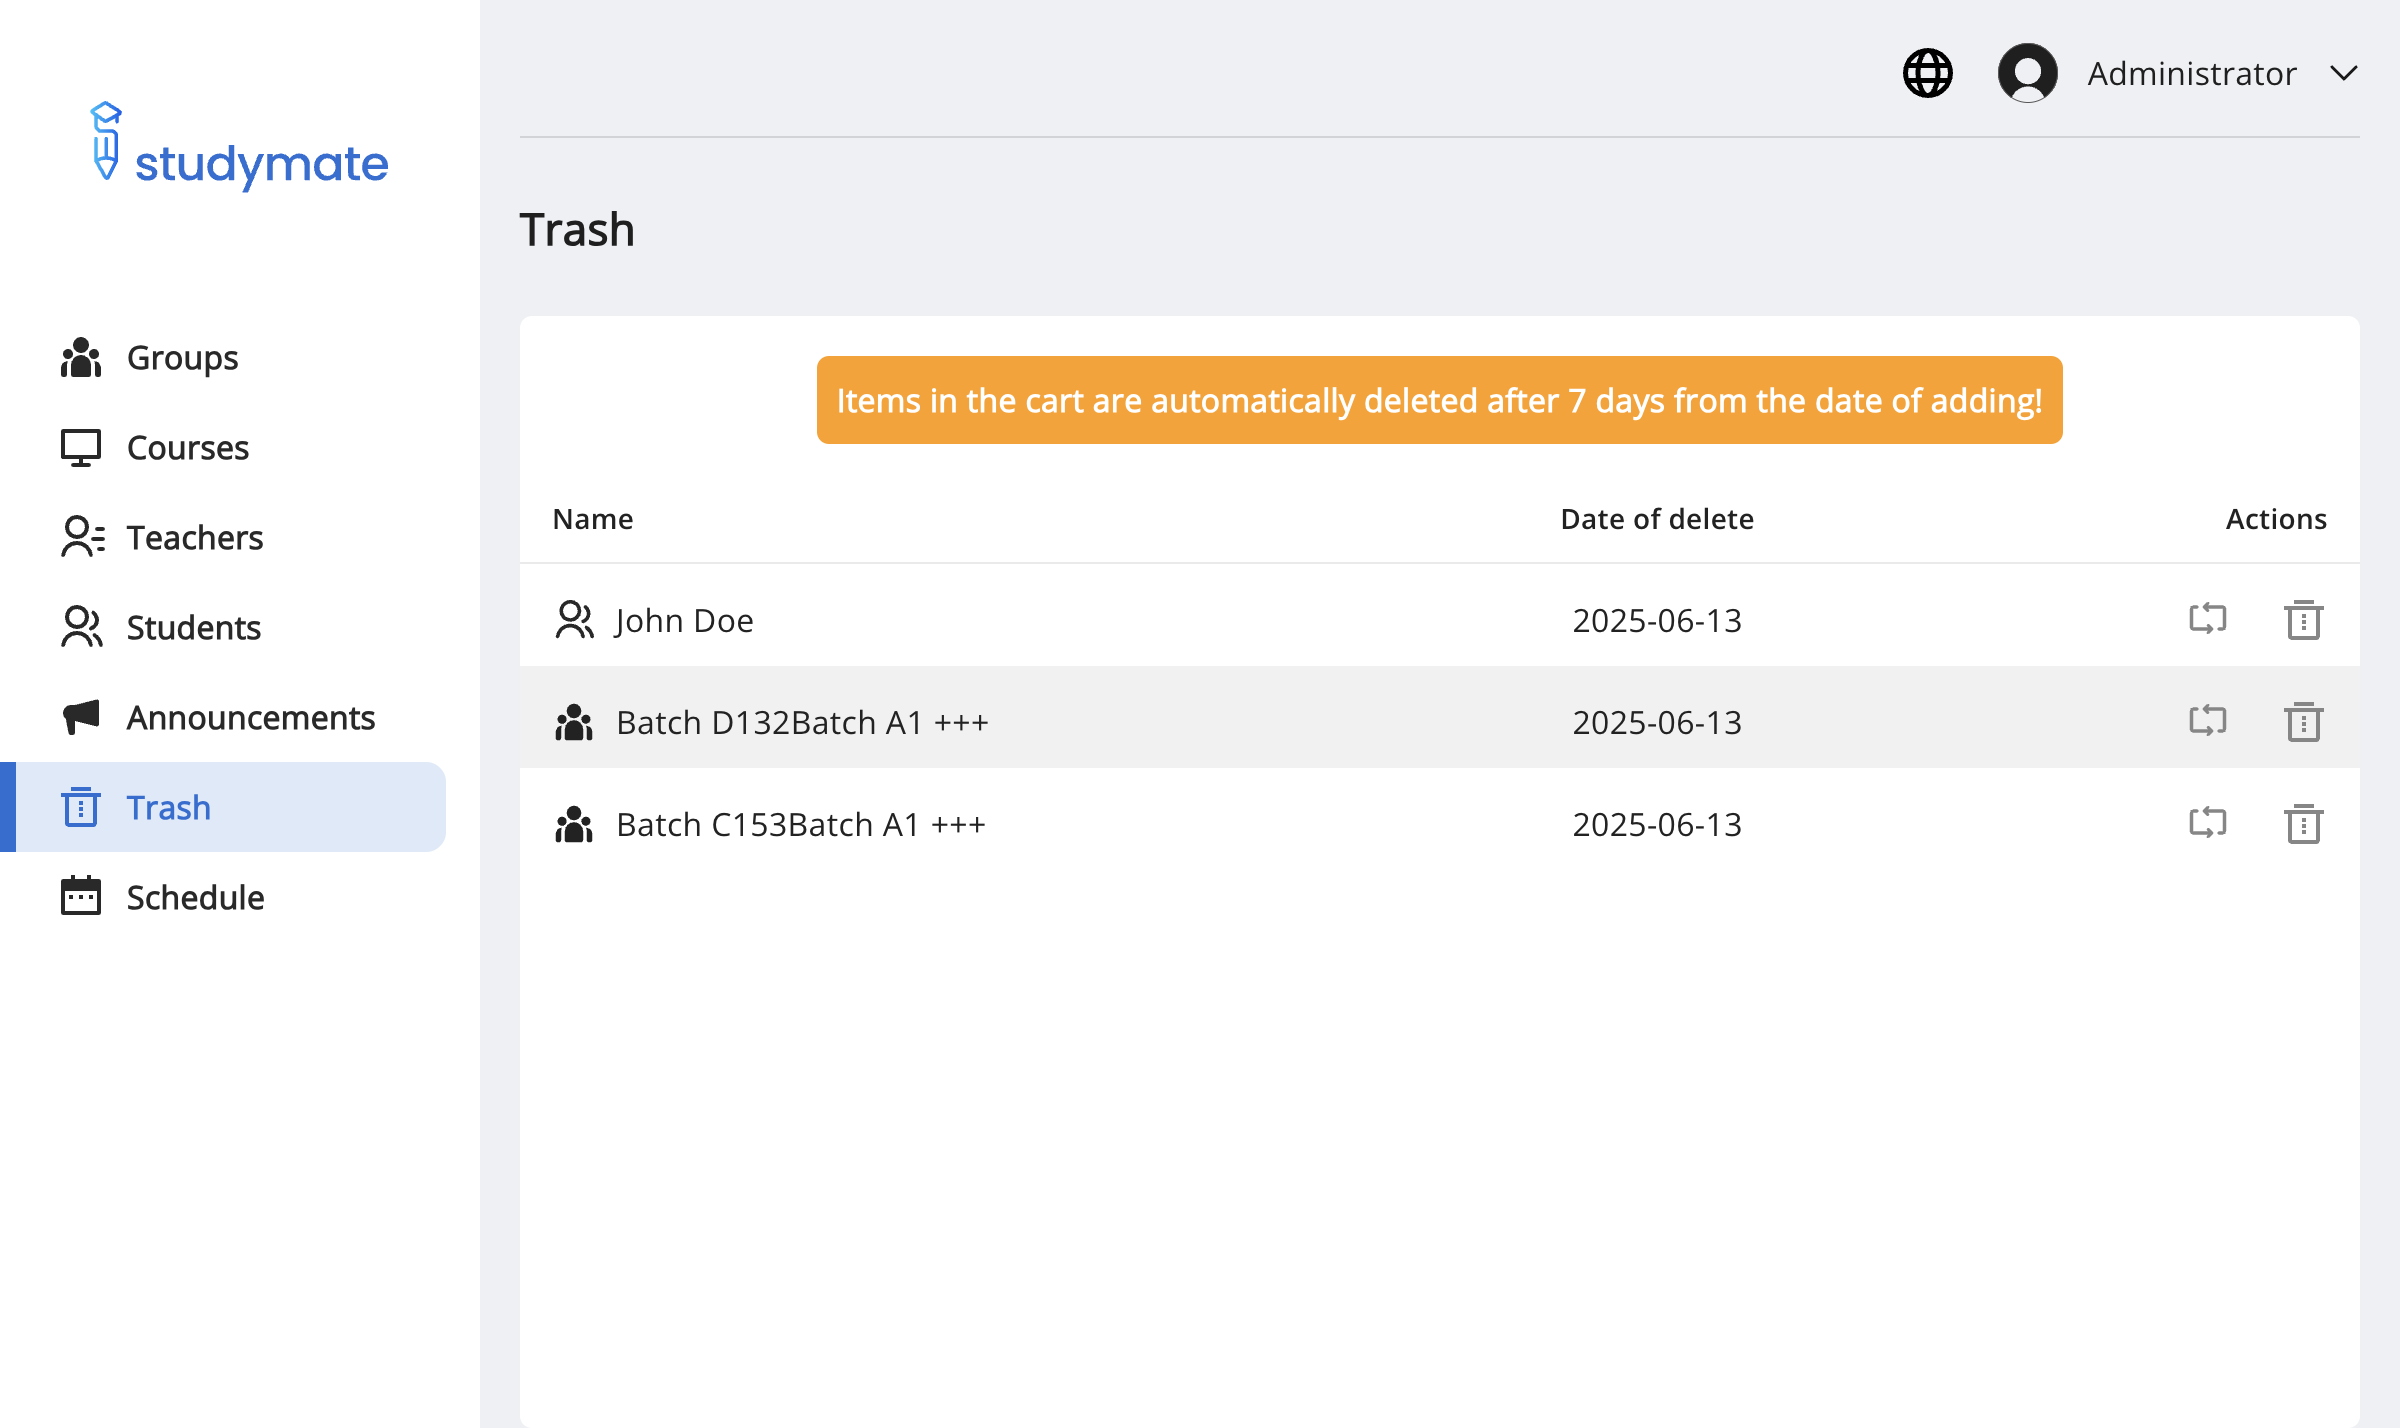 studymate
Administrator
Groups
Courses
Teachers
Students
Announcements
Trash
Schedule
Trash
Items in the cart are automatically deleted after 7 days from the date of adding!
Name Date of delete Actions
John Doe 2025-06-13
Batch D132Batch A1 +++ 2025-06-13
Batch C153Batch A1 +++ 2025-06-13